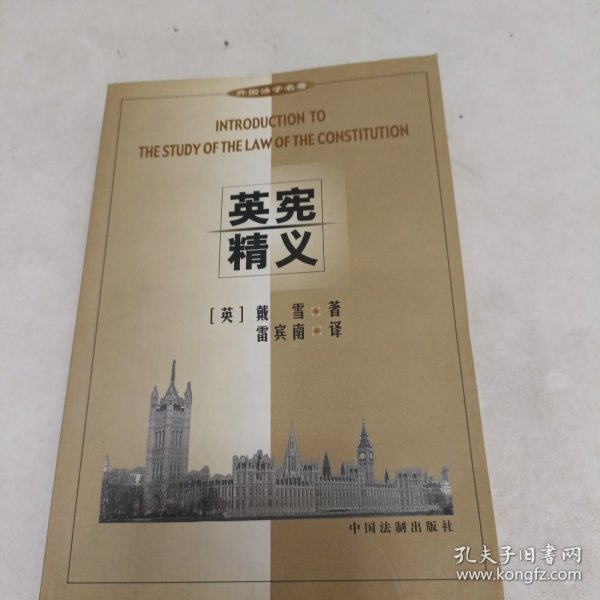 外国法学名著
INTRODUCTION TO
THE STUDY OF THE LAW OF THE CONSTITUTION
英宪
精义
[英] 戴 雪 著
雷宾南 译
中国法制出版社
孔夫子旧书网
www.kongfz.com